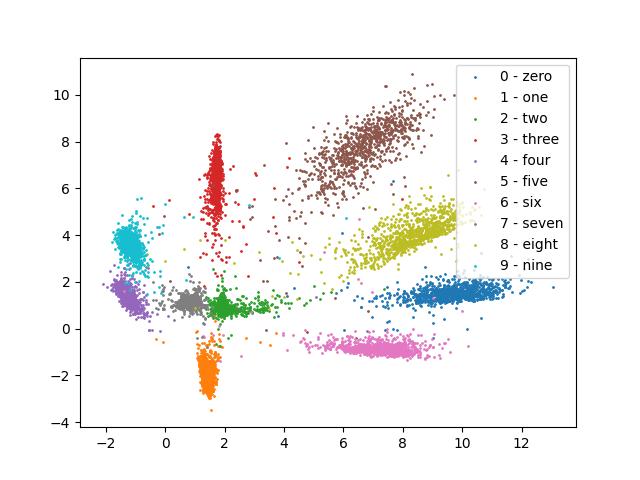 10
8
6
4
2
0
−2
−4
−2
0
2
4
6
8
10
12
0 - zero
1 - one
2 - two
3 - three
4 - four
5 - five
6 - six
7 - seven
8 - eight
9 - nine